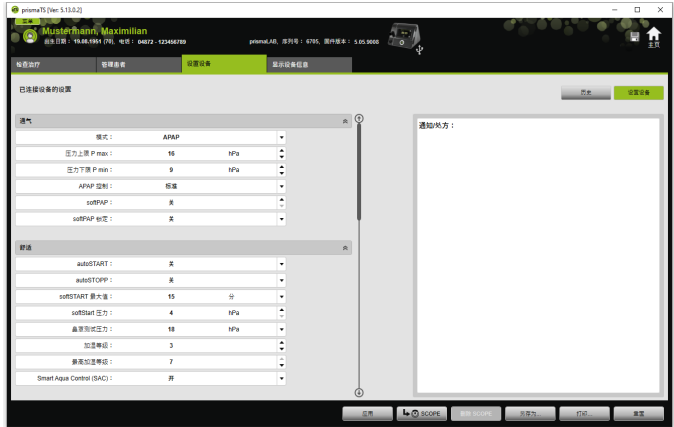 prismaTS [Ver: 5.13.0.2]
菜单
Mustermann, Maximilian
出生日期： 19.08.1951 (70)， 电话： 04872 - 123456789
prismaLAB， 序列号： 6705， 固件版本： 5.05.9008
主页
检查治疗
管理患者
设置设备
显示设备信息
已连接设备的设置
历史
设置设备
通气
模式： APAP
压力上限 P max： 16 hPa
压力下限 P min： 9 hPa
APAP 控制： 标准
softPAP： 关
softPAP 锁定： 关
舒适
autoSTART： 关
autoSTOPP： 关
softSTART 最大值： 15 分
softStart 压力： 4 hPa
面罩测试压力： 18 hPa
加湿等级： 3
最高加湿等级： 7
Smart Aqua Control (SAC)： 开
通知/处方：
应用
SCOPE
删除 SCOPE
另存为...
打印...
重置